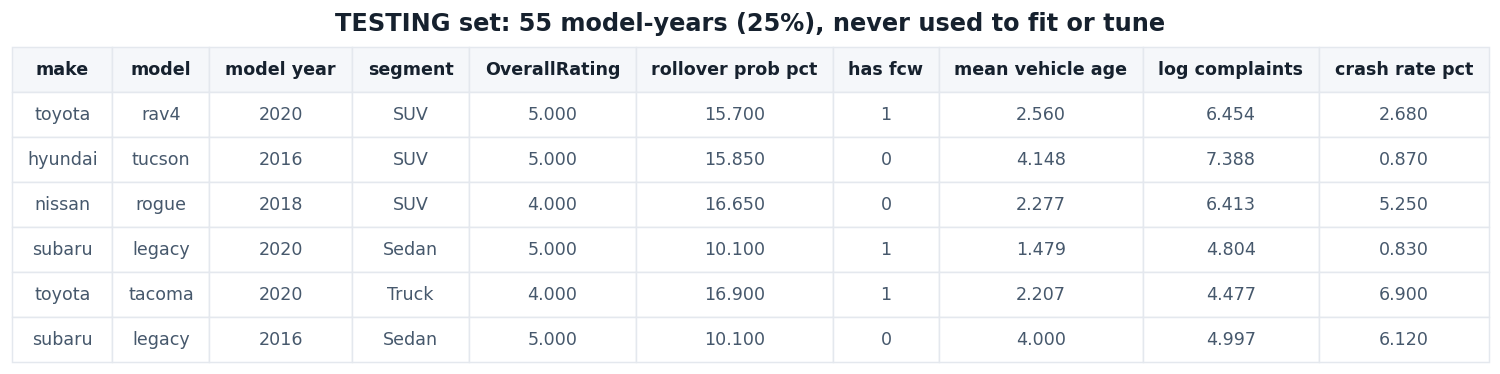 TESTING set: 55 model-years (25%), never used to fit or tune
make model model year segment OverallRating rollover prob pct has fcw mean vehicle age log complaints crash rate pct
toyota rav4 2020 SUV 5.000 15.700 1 2.560 6.454 2.680
hyundai tucson 2016 SUV 5.000 15.850 0 4.148 7.388 0.870
nissan rogue 2018 SUV 4.000 16.650 0 2.277 6.413 5.250
subaru legacy 2020 Sedan 5.000 10.100 1 1.479 4.804 0.830
toyota tacoma 2020 Truck 4.000 16.900 1 2.207 4.477 6.900
subaru legacy 2016 Sedan 5.000 10.100 0 4.000 4.997 6.120